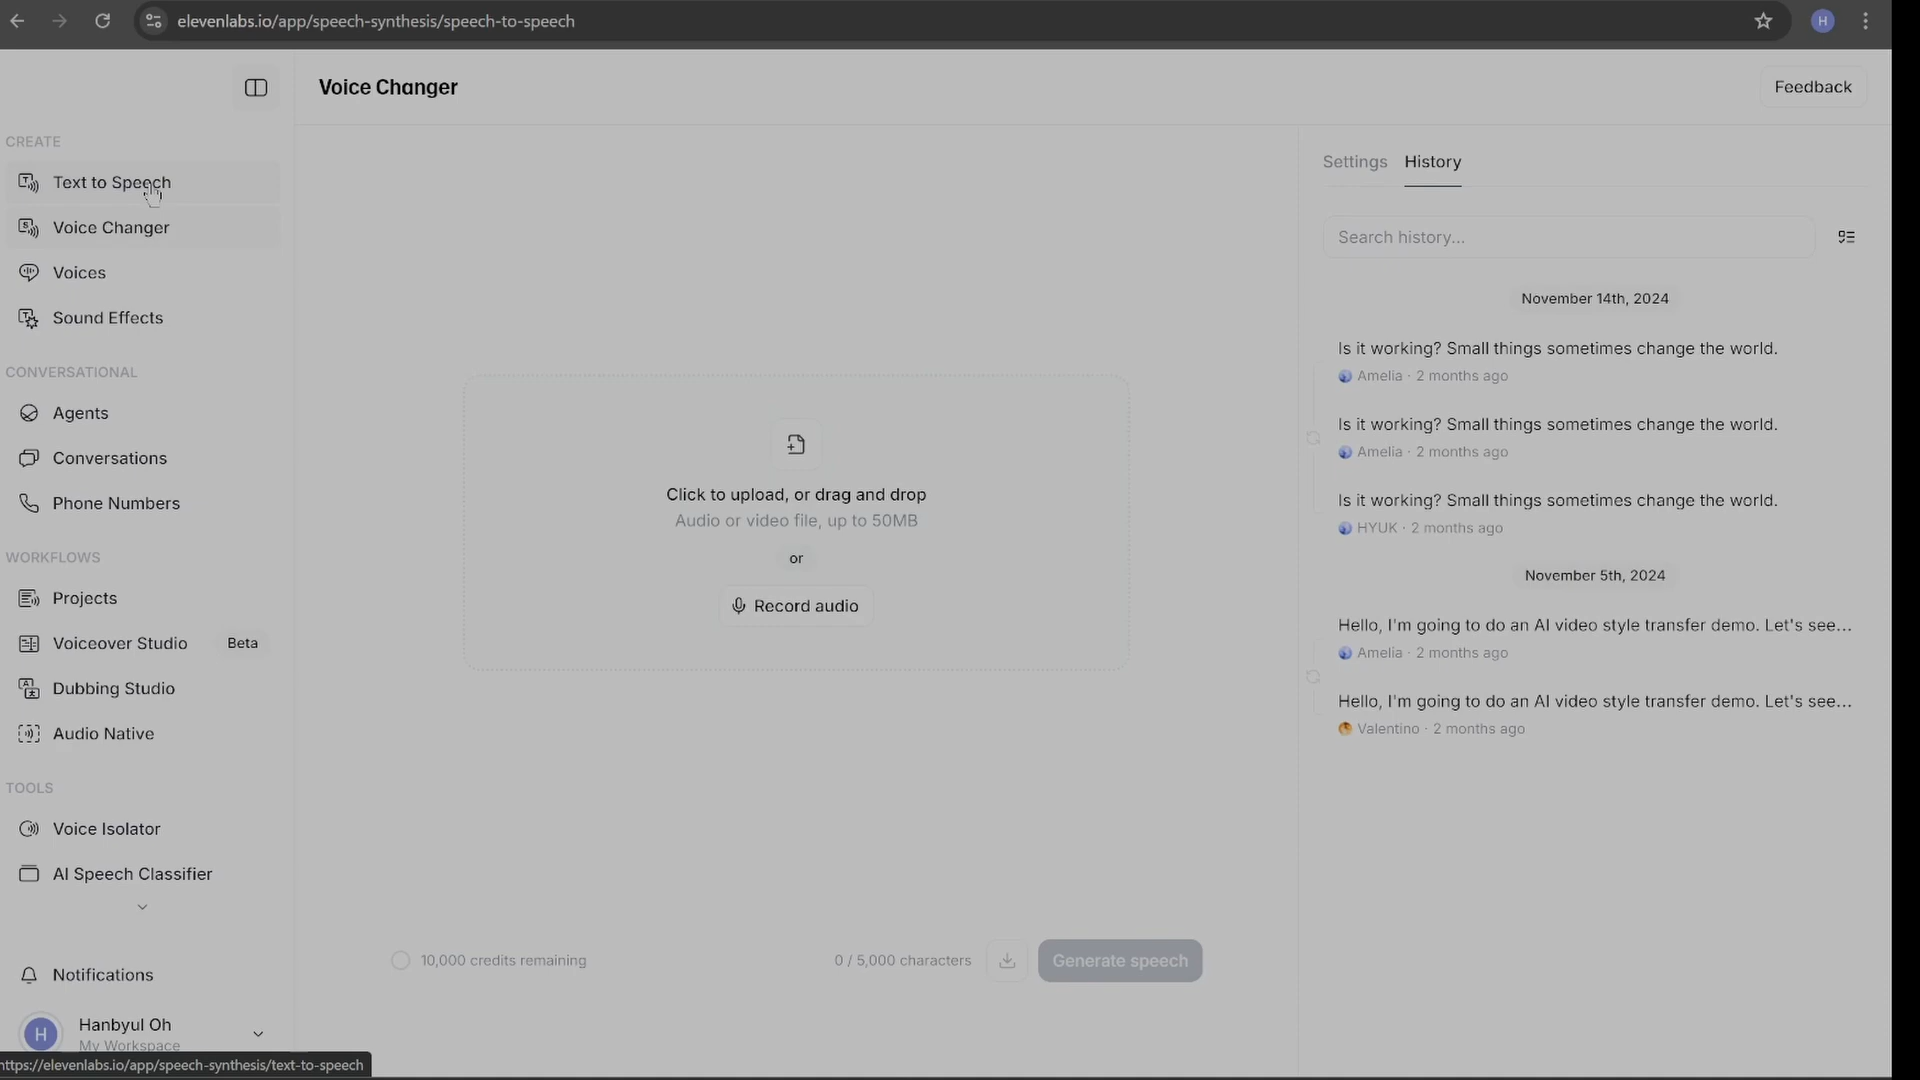 elevenlabs.io/app/speech-synthesis/speech-to-speech
H
Voice Changer
Feedback
CREATE
Text to Speech
Voice Changer
Voices
Sound Effects
CONVERSATIONAL
Agents
Conversations
Phone Numbers
WORKFLOWS
Projects
Voiceover Studio Beta
Dubbing Studio
Audio Native
TOOLS
Voice Isolator
AI Speech Classifier
Notifications
H
Hanbyul Oh
My Workspace
https://elevenlabs.io/app/speech-synthesis/text-to-speech
Click to upload, or drag and drop
Audio or video file, up to 50MB
or
Record audio
10,000 credits remaining
0 / 5,000 characters
Generate speech
Settings History
Search history...
November 14th, 2024
Is it working? Small things sometimes change the world.
Amelia · 2 months ago
Is it working? Small things sometimes change the world.
Amelia · 2 months ago
Is it working? Small things sometimes change the world.
HYUK · 2 months ago
November 5th, 2024
Hello, I'm going to do an AI video style transfer demo. Let's see...
Amelia · 2 months ago
Hello, I'm going to do an AI video style transfer demo. Let's see...
Valentino · 2 months ago